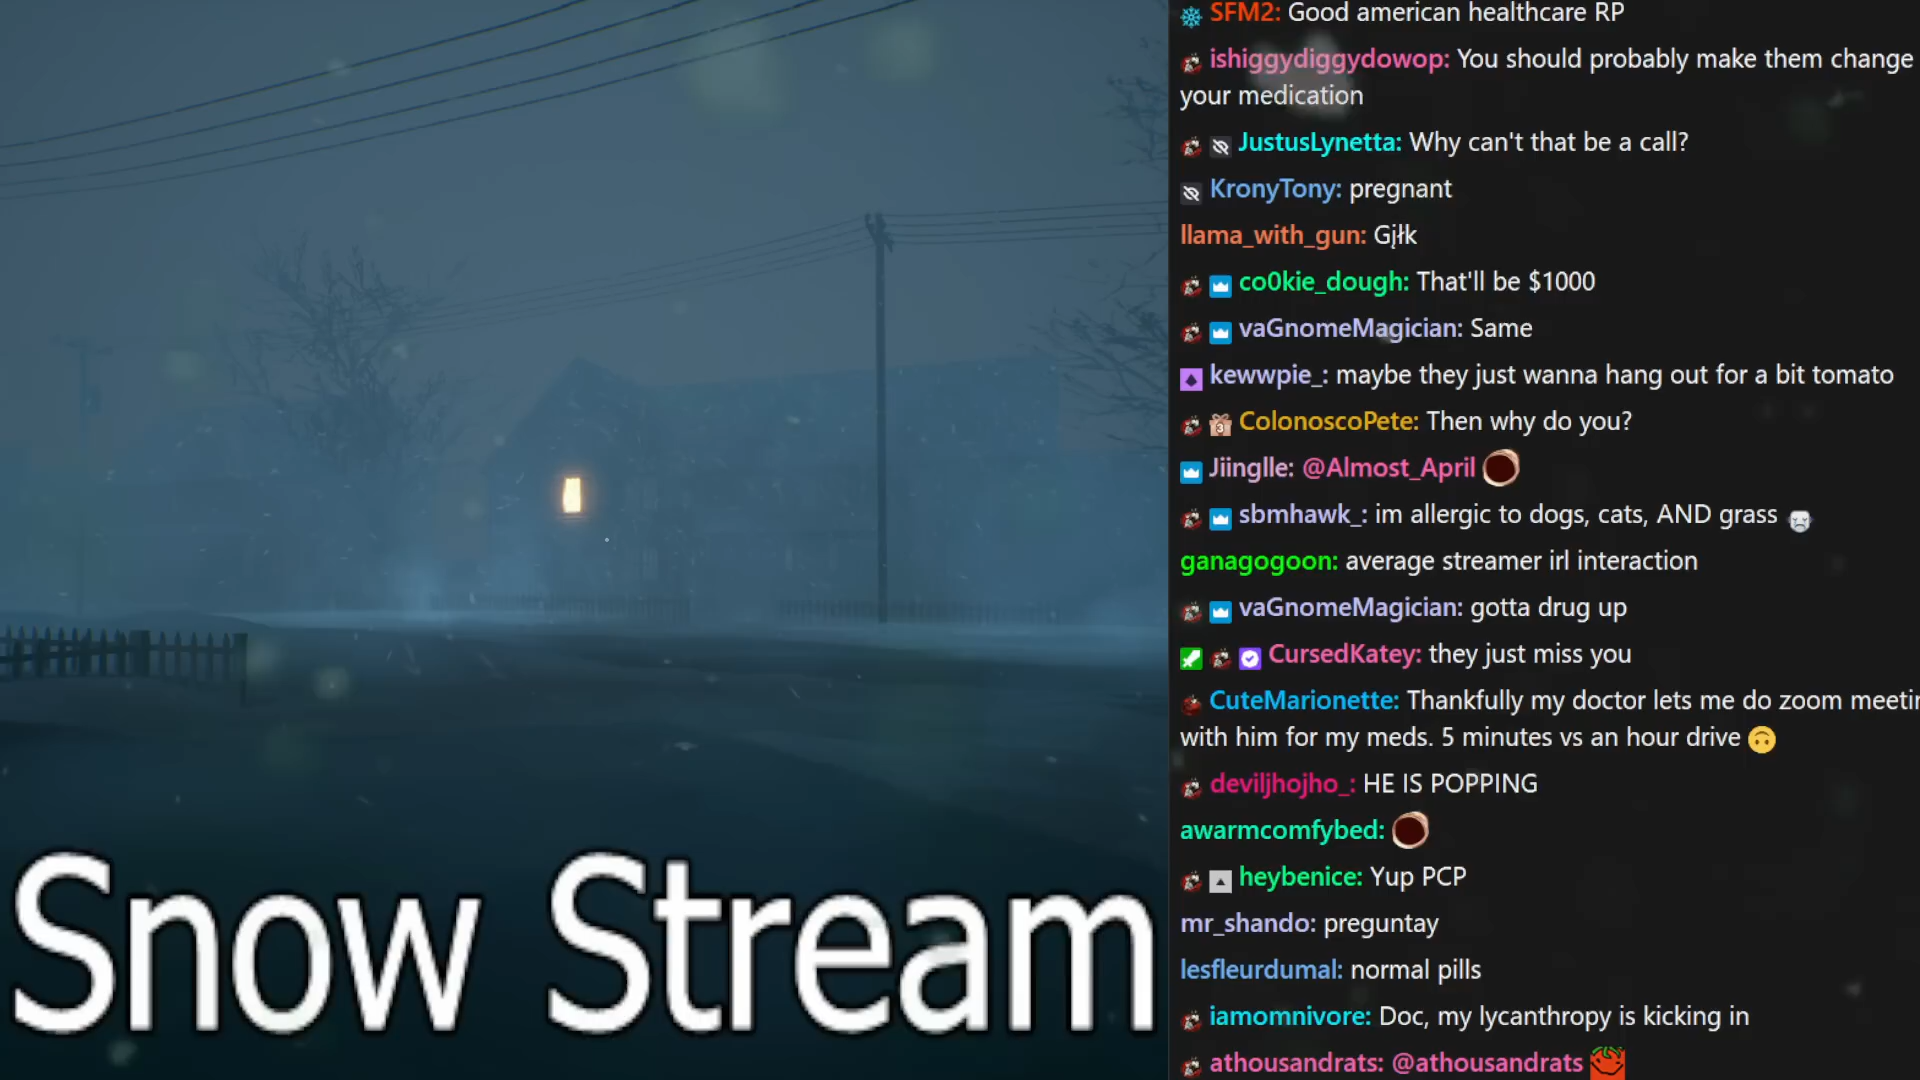 SFM2: Good american healthcare RP
ishiggydiggydowop: You should probably make them change
your medication
JustusLynetta: Why can't that be a call?
KronyTony: pregnant
llama_with_gun: Gįłk
co0kie_dough: That'll be $1000
vaGnomeMagician: Same
kewwpie_: maybe they just wanna hang out for a bit tomato
ColonoscoPete: Then why do you?
Jiinglle: @Almost_April
sbmhawk_: im allergic to dogs, cats, AND grass
ganagogoon: average streamer irl interaction
vaGnomeMagician: gotta drug up
CursedKatey: they just miss you
CuteMarionette: Thankfully my doctor lets me do zoom meetin
with him for my meds. 5 minutes vs an hour drive
deviljhojho_: HE IS POPPING
awarmcomfybed:
heybenice: Yup PCP
mr_shando: preguntay
lesfleurdumal: normal pills
iamomnivore: Doc, my lycanthropy is kicking in
athousandrats: @athousandrats
Snow Stream